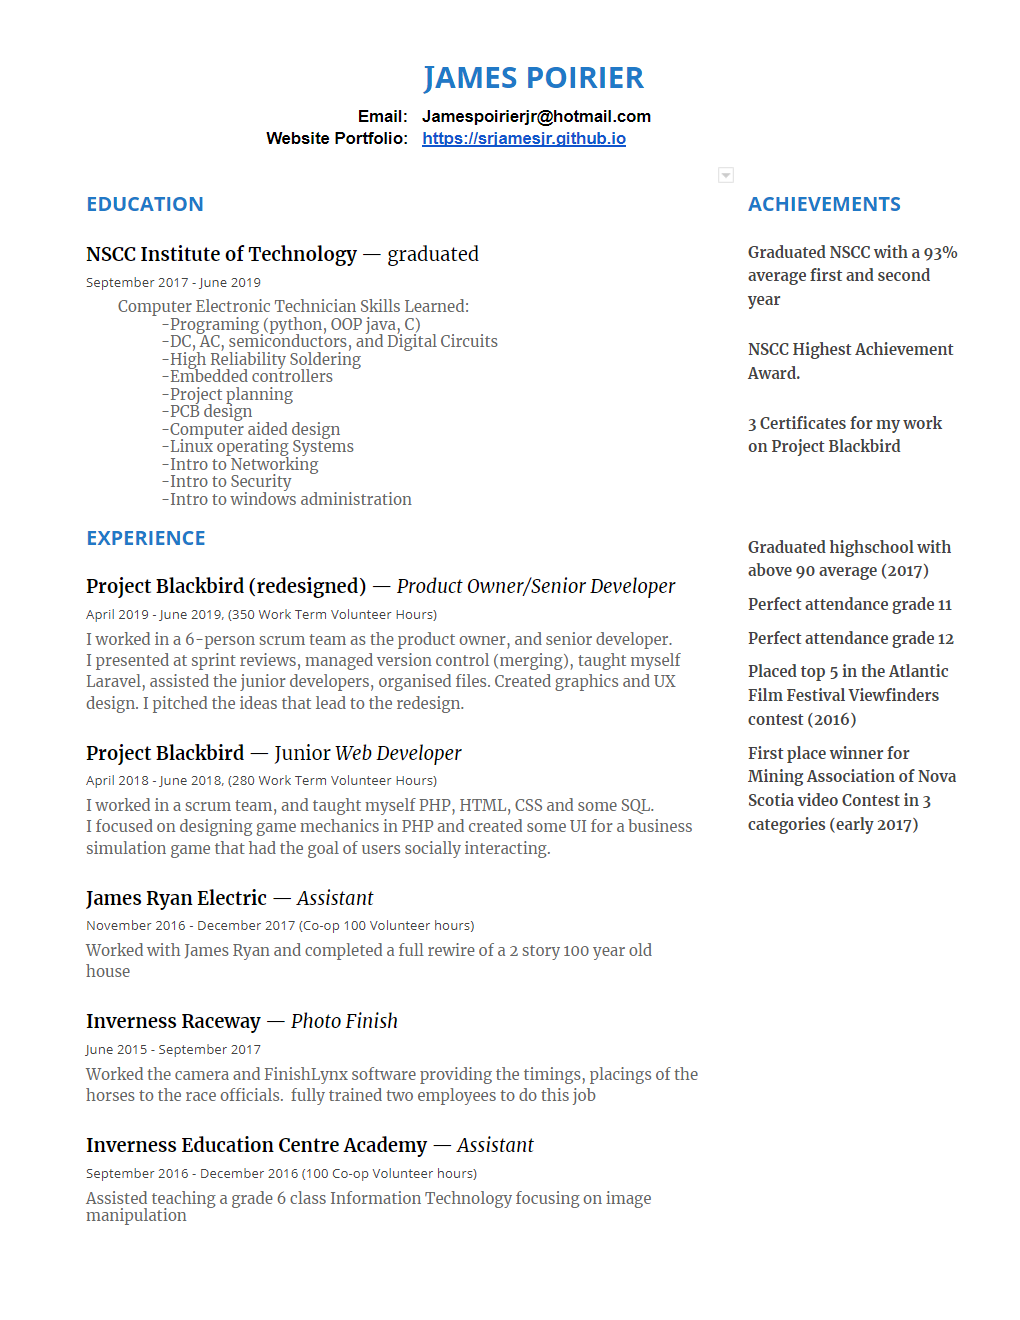 JAMES POIRIER
Email: Jamespoirierjr@hotmail.com
Website Portfolio: https://srjamesjr.github.io
EDUCATION
NSCC Institute of Technology — graduated
September 2017 - June 2019
Computer Electronic Technician Skills Learned:
-Programing (python, OOP java, C)
-DC, AC, semiconductors, and Digital Circuits
-High Reliability Soldering
-Embedded controllers
-Project planning
-PCB design
-Computer aided design
-Linux operating Systems
-Intro to Networking
-Intro to Security
-Intro to windows administration
EXPERIENCE
Project Blackbird (redesigned) — Product Owner/Senior Developer
April 2019 - June 2019, (350 Work Term Volunteer Hours)
I worked in a 6-person scrum team as the product owner, and senior developer.
I presented at sprint reviews, managed version control (merging), taught myself
Laravel, assisted the junior developers, organised files. Created graphics and UX
design. I pitched the ideas that lead to the redesign.
Project Blackbird — Junior Web Developer
April 2018 - June 2018, (280 Work Term Volunteer Hours)
I worked in a scrum team, and taught myself PHP, HTML, CSS and some SQL.
I focused on designing game mechanics in PHP and created some UI for a business
simulation game that had the goal of users socially interacting.
James Ryan Electric — Assistant
November 2016 - December 2017 (Co-op 100 Volunteer hours)
Worked with James Ryan and completed a full rewire of a 2 story 100 year old
house
Inverness Raceway — Photo Finish
June 2015 - September 2017
Worked the camera and FinishLynx software providing the timings, placings of the
horses to the race officials.  fully trained two employees to do this job
Inverness Education Centre Academy — Assistant
September 2016 - December 2016 (100 Co-op Volunteer hours)
Assisted teaching a grade 6 class Information Technology focusing on image
manipulation
ACHIEVEMENTS
Graduated NSCC with a 93%
average first and second
year
NSCC Highest Achievement
Award.
3 Certificates for my work
on Project Blackbird
Graduated highschool with
above 90 average (2017)
Perfect attendance grade 11
Perfect attendance grade 12
Placed top 5 in the Atlantic
Film Festival Viewfinders
contest (2016)
First place winner for
Mining Association of Nova
Scotia video Contest in 3
categories (early 2017)